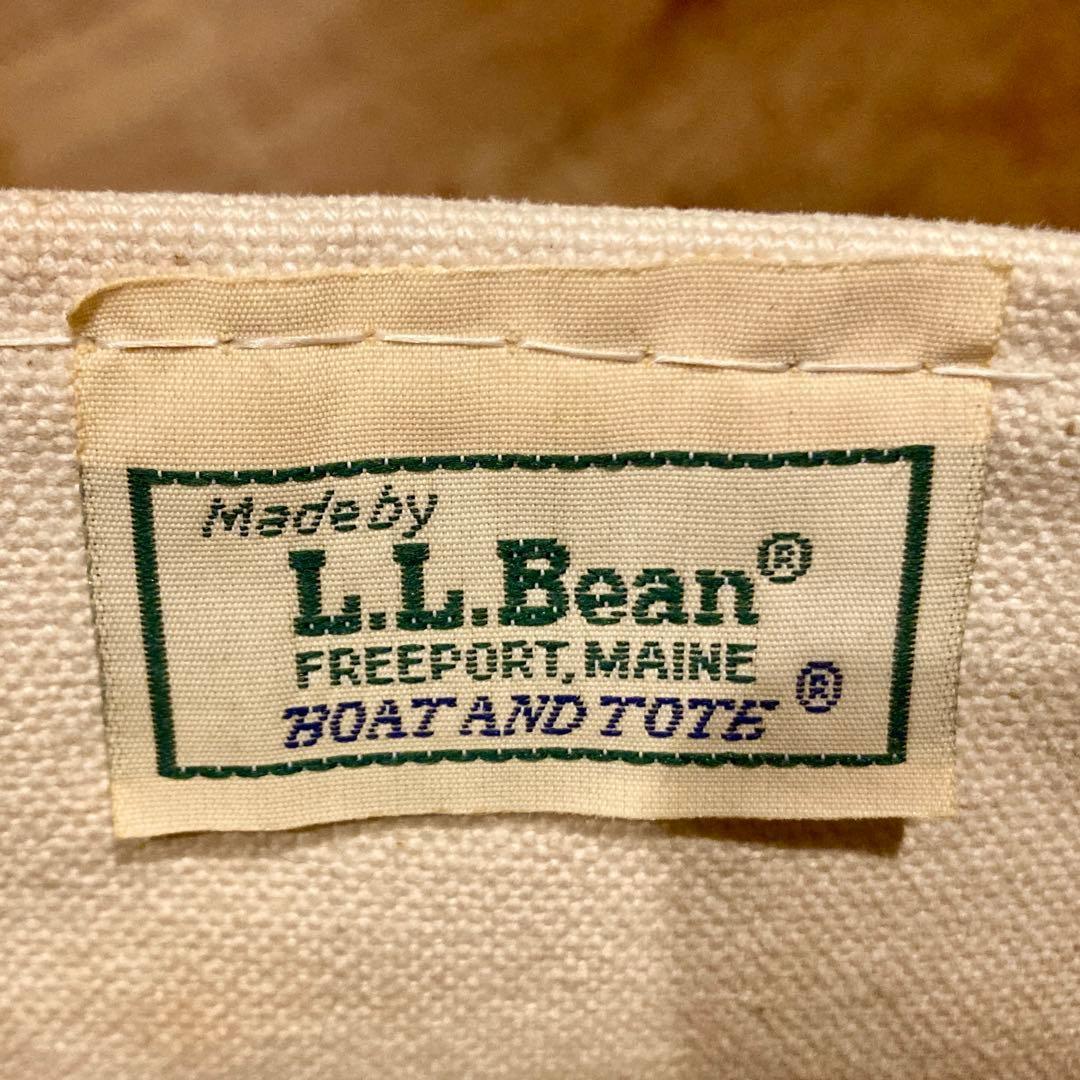 Made by
L.L.Bean®
FREEPORT, MAINE
BOAT AND TOTE®